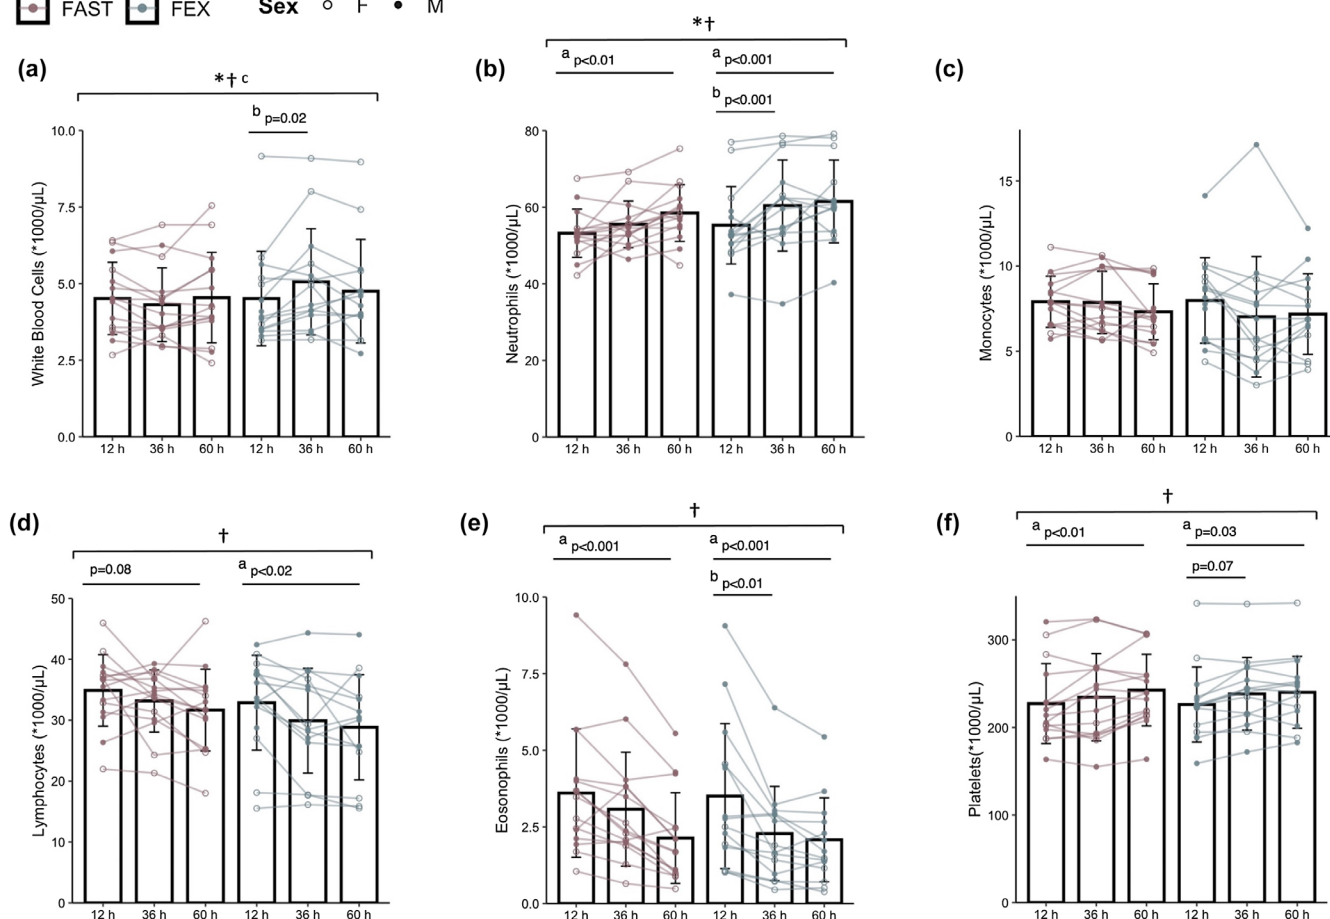 FAST FEX Sex F M
(a)
*† c
b p=0.02
White Blood Cells (*1000/μL)
10.0
7.5
5.0
2.5
0.0
12 h 36 h 60 h 12 h 36 h 60 h
(b)
*†
a p<0.01 a p<0.001
b p<0.001
Neutrophils (*1000/μL)
80
60
40
20
0
12 h 36 h 60 h 12 h 36 h 60 h
(c)
Monocytes (*1000/μL)
15
10
5
0
12 h 36 h 60 h 12 h 36 h 60 h
(d)
†
p=0.08 a p<0.02
Lymphocytes (*1000/μL)
50
40
30
20
10
0
12 h 36 h 60 h 12 h 36 h 60 h
(e)
†
a p<0.001 a p<0.001
b p<0.01
Eosonophils (*1000/μL)
10.0
7.5
5.0
2.5
0.0
12 h 36 h 60 h 12 h 36 h 60 h
(f)
†
a p<0.01 a p=0.03
p=0.07
Platelets(*1000/μL)
300
200
100
0
12 h 36 h 60 h 12 h 36 h 60 h